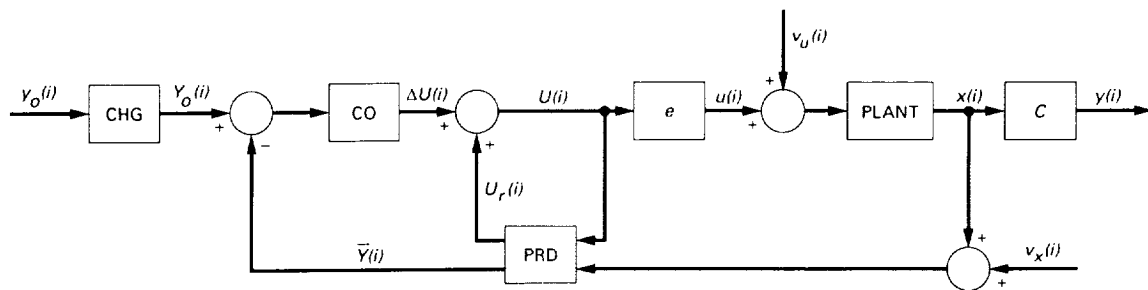 v_u(i)
y_o(i)
CHG
Y_o(i)
+
−
CO
ΔU(i)
+
+
U(i)
e
u(i)
+
+
PLANT
x(i)
C
y(i)
U_r(i)
PRD
Ȳ(i)
+
+
v_x(i)